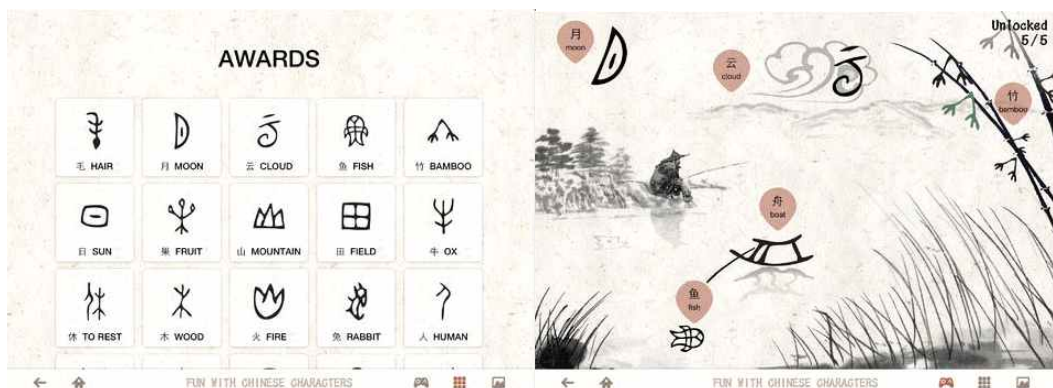 AWARDS
毛 HAIR
月 MOON
云 CLOUD
鱼 FISH
竹 BAMBOO
日 SUN
果 FRUIT
山 MOUNTAIN
田 FIELD
牛 OX
休 TO REST
木 WOOD
火 FIRE
兔 RABBIT
人 HUMAN
FUN WITH CHINESE CHARACTERS
Unlocked
5/5
月
moon
云
cloud
竹
bamboo
舟
boat
鱼
fish
FUN WITH CHINESE CHARACTERS